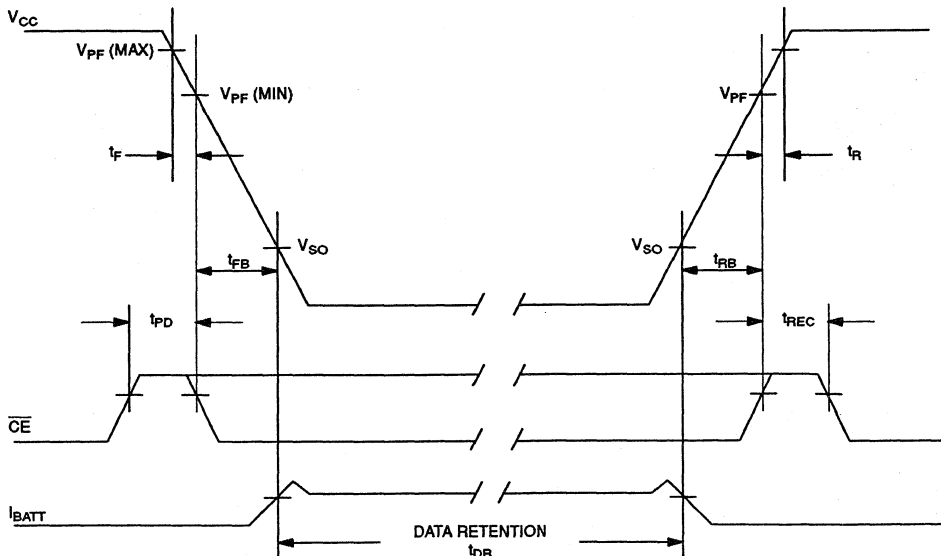 VCC
VPF (MAX)
VPF (MIN)
VPF
tF
tR
VSO
VSO
tFB
tRB
tPD
tREC
CE
IBATT
DATA RETENTION
tDR